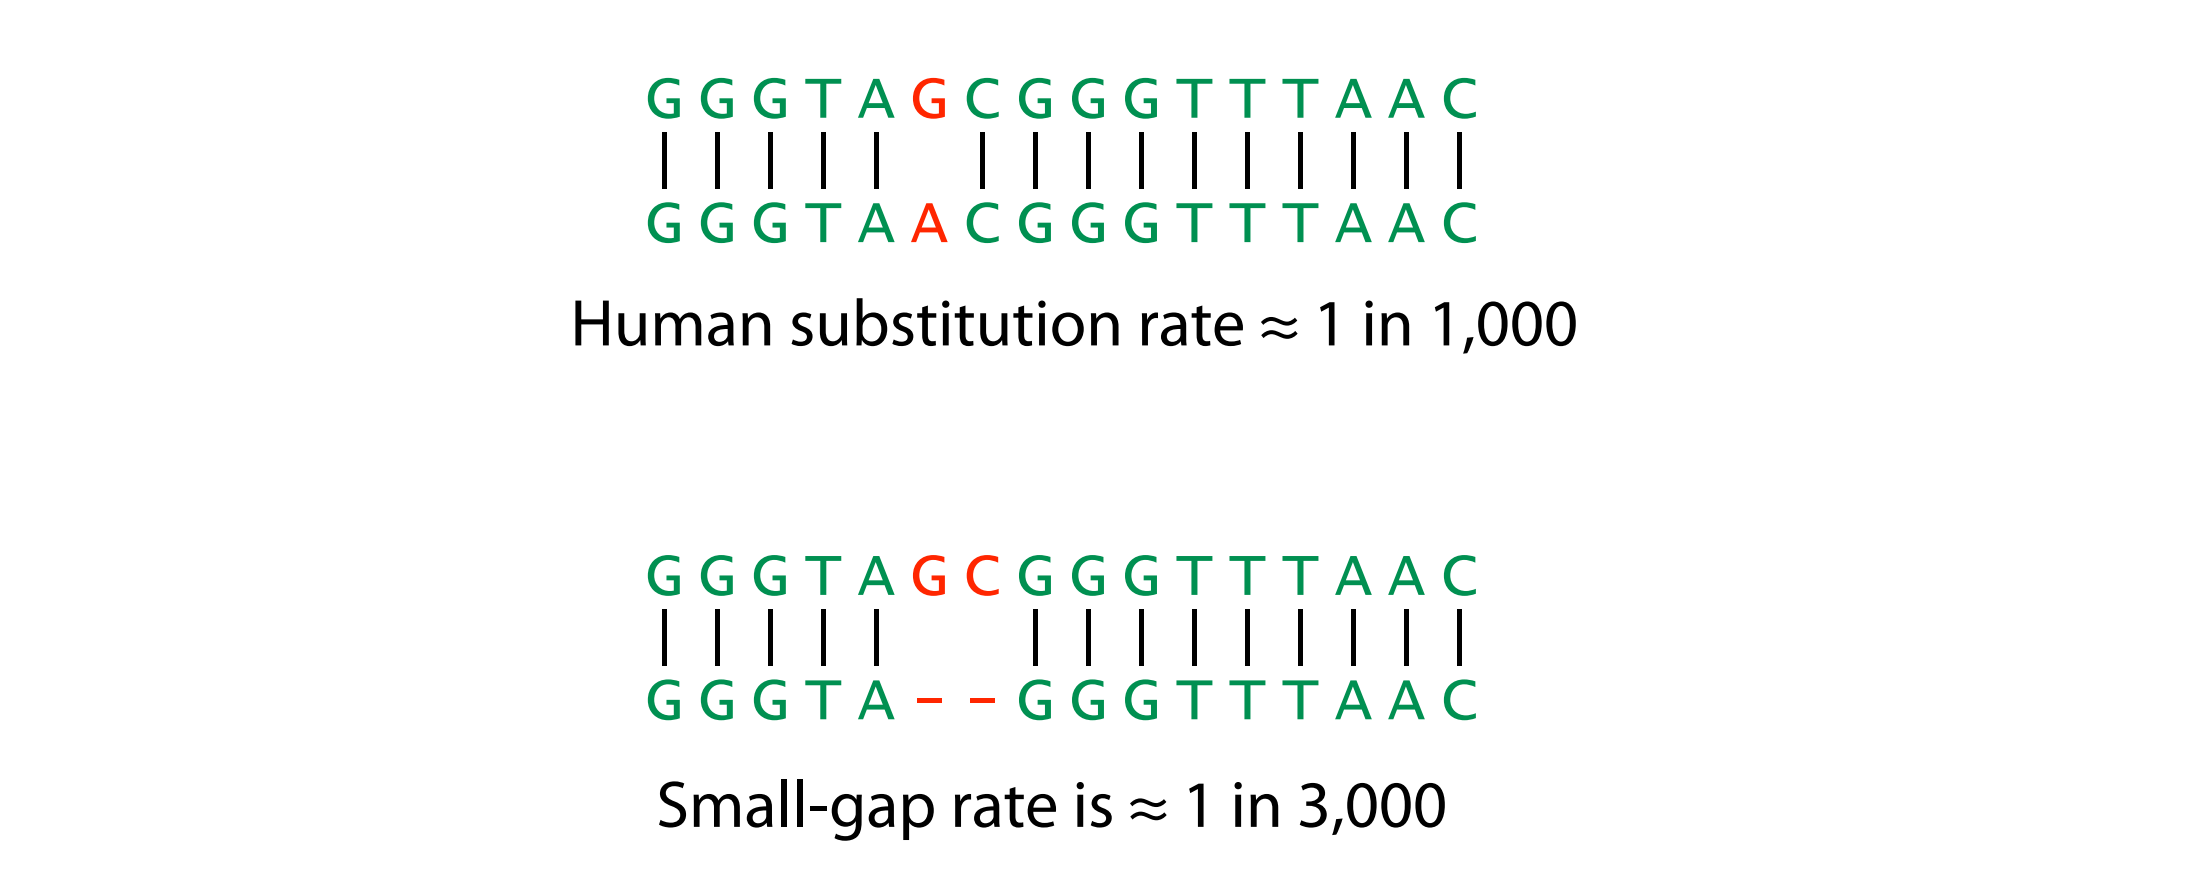 G G G T A G C G G G T T T A A C
| | | | |   | | | | | | | | | |
G G G T A A C G G G T T T A A C
Human substitution rate ≈ 1 in 1,000
G G G T A G C G G G T T T A A C
| | | | |     | | | | | | | | |
G G G T A – – G G G T T T A A C
Small-gap rate is ≈ 1 in 3,000